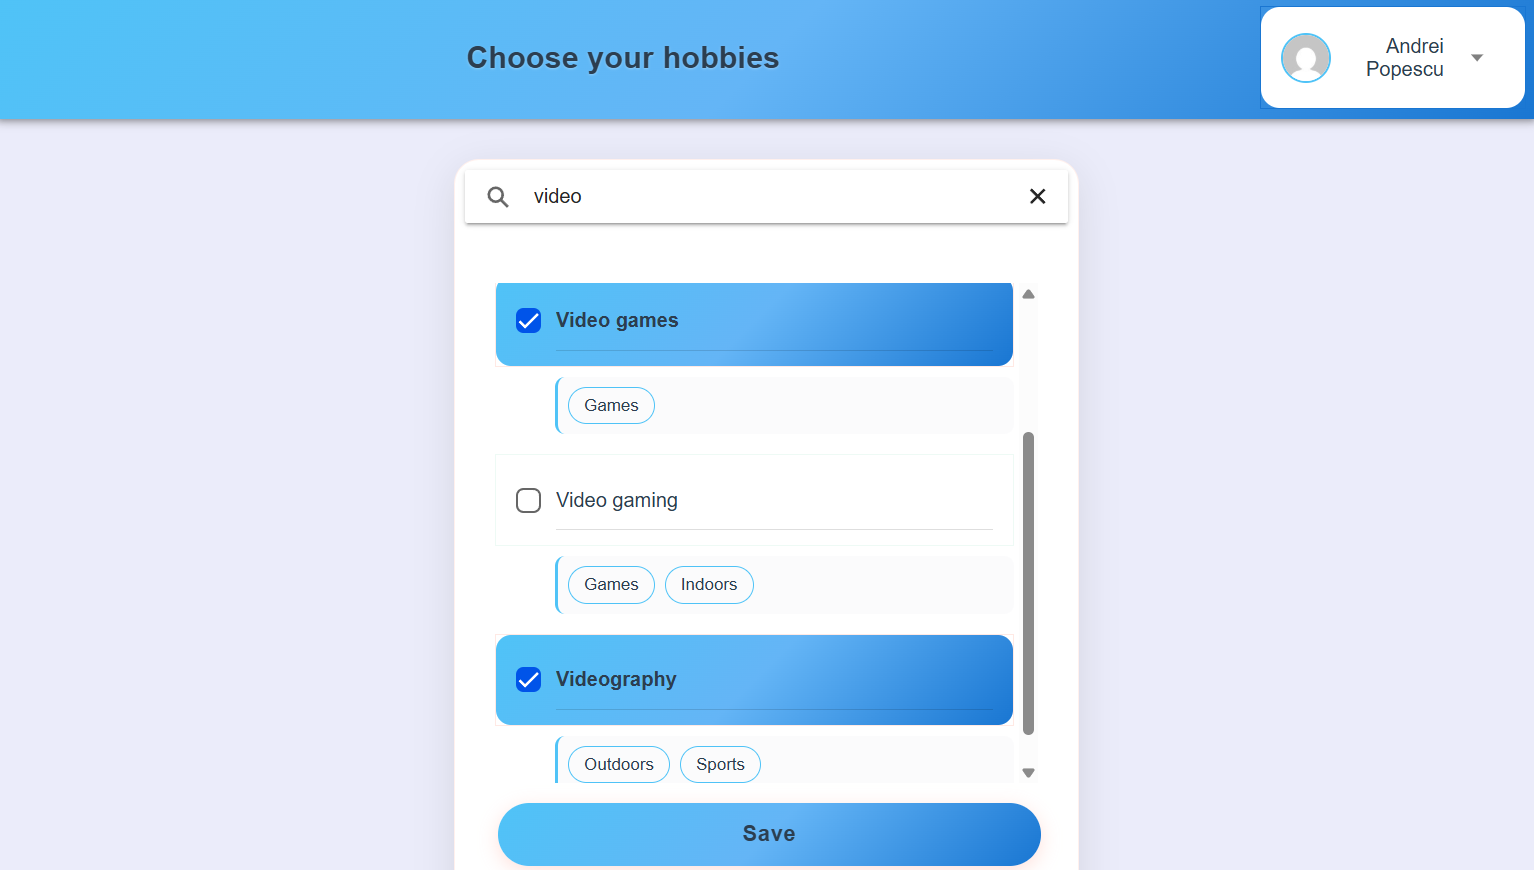 Choose your hobbies
Andrei
Popescu
video
Video games
Games
Video gaming
Games Indoors
Videography
Outdoors Sports
Save